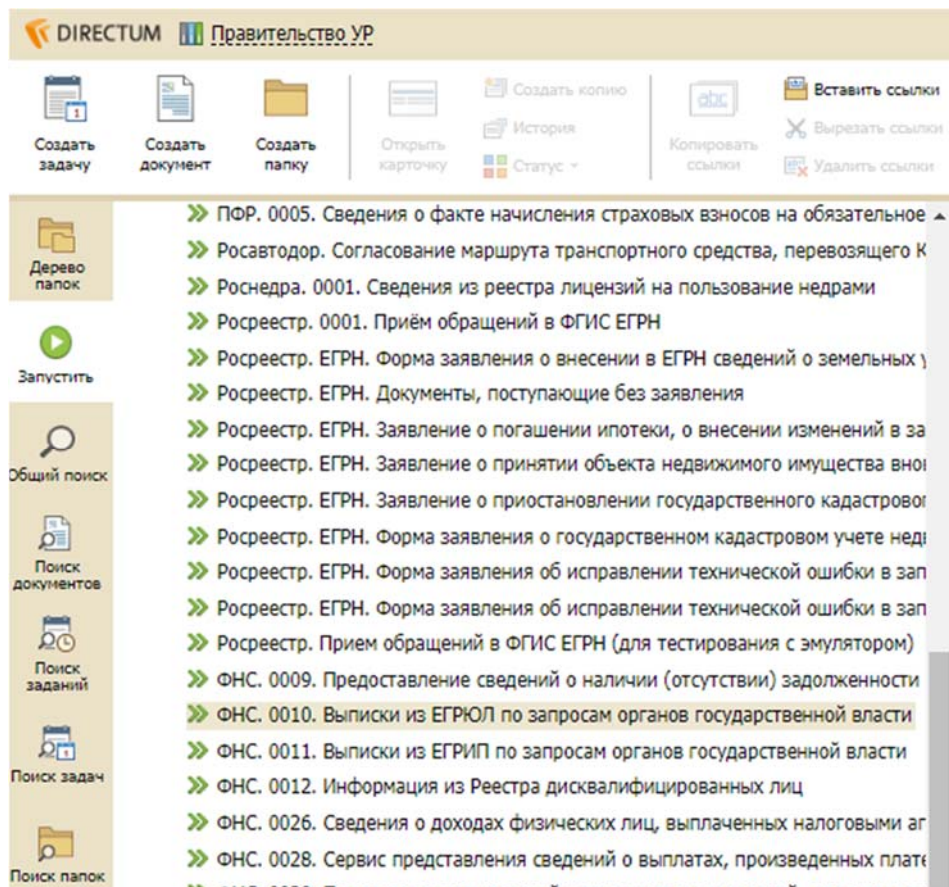 DIRECTUM Правительство УР
Создать задачу
Создать документ
Создать папку
Открыть карточку
Создать копию
История
Статус
Копировать ссылки
Вставить ссылки
Вырезать ссылки
Удалить ссылки
Дерево папок
Запустить
Общий поиск
Поиск документов
Поиск заданий
Поиск задач
Поиск папок
ПФР. 0005. Сведения о факте начисления страховых взносов на обязательное
Росавтодор. Согласование маршрута транспортного средства, перевозящего К
Роснедра. 0001. Сведения из реестра лицензий на пользование недрами
Росреестр. 0001. Приём обращений в ФГИС ЕГРН
Росреестр. ЕГРН. Форма заявления о внесении в ЕГРН сведений о земельных у
Росреестр. ЕГРН. Документы, поступающие без заявления
Росреестр. ЕГРН. Заявление о погашении ипотеки, о внесении изменений в за
Росреестр. ЕГРН. Заявление о принятии объекта недвижимого имущества вно
Росреестр. ЕГРН. Заявление о приостановлении государственного кадастровог
Росреестр. ЕГРН. Форма заявления о государственном кадастровом учете нед
Росреестр. ЕГРН. Форма заявления об исправлении технической ошибки в зап
Росреестр. ЕГРН. Форма заявления об исправлении технической ошибки в зап
Росреестр. Прием обращений в ФГИС ЕГРН (для тестирования с эмулятором)
ФНС. 0009. Предоставление сведений о наличии (отсутствии) задолженности
ФНС. 0010. Выписки из ЕГРЮЛ по запросам органов государственной власти
ФНС. 0011. Выписки из ЕГРИП по запросам органов государственной власти
ФНС. 0012. Информация из Реестра дисквалифицированных лиц
ФНС. 0026. Сведения о доходах физических лиц, выплаченных налоговыми аг
ФНС. 0028. Сервис представления сведений о выплатах, произведенных плате